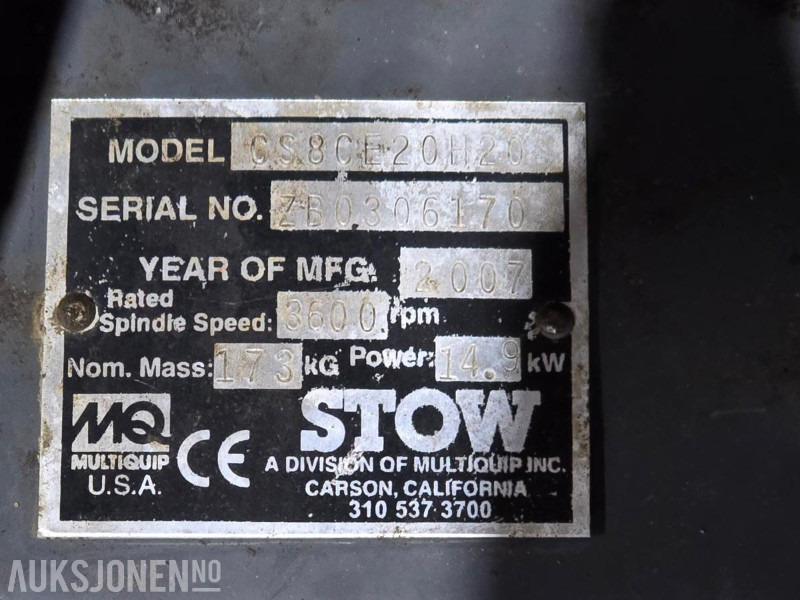 MODEL CS8CE20H20
SERIAL NO. ZB0306170
YEAR OF MFG. 2007
Rated
Spindle Speed: 3600 rpm
Nom. Mass: 173 kG Power: 14.9 kW
MQ
MULTIQUIP
U.S.A.
CE
STOW
A DIVISION OF MULTIQUIP INC.
CARSON, CALIFORNIA
310 537 3700
AUKSJONEN.NO